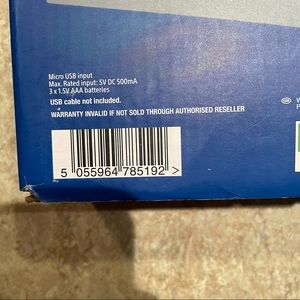 Micro USB input
Max. Rated input: 5V DC 500mA
3 x 1.5V AAA batteries
USB cable not included.
WARRANTY INVALID IF NOT SOLD THROUGH AUTHORISED RESELLER
GB
5 055964 785192 >